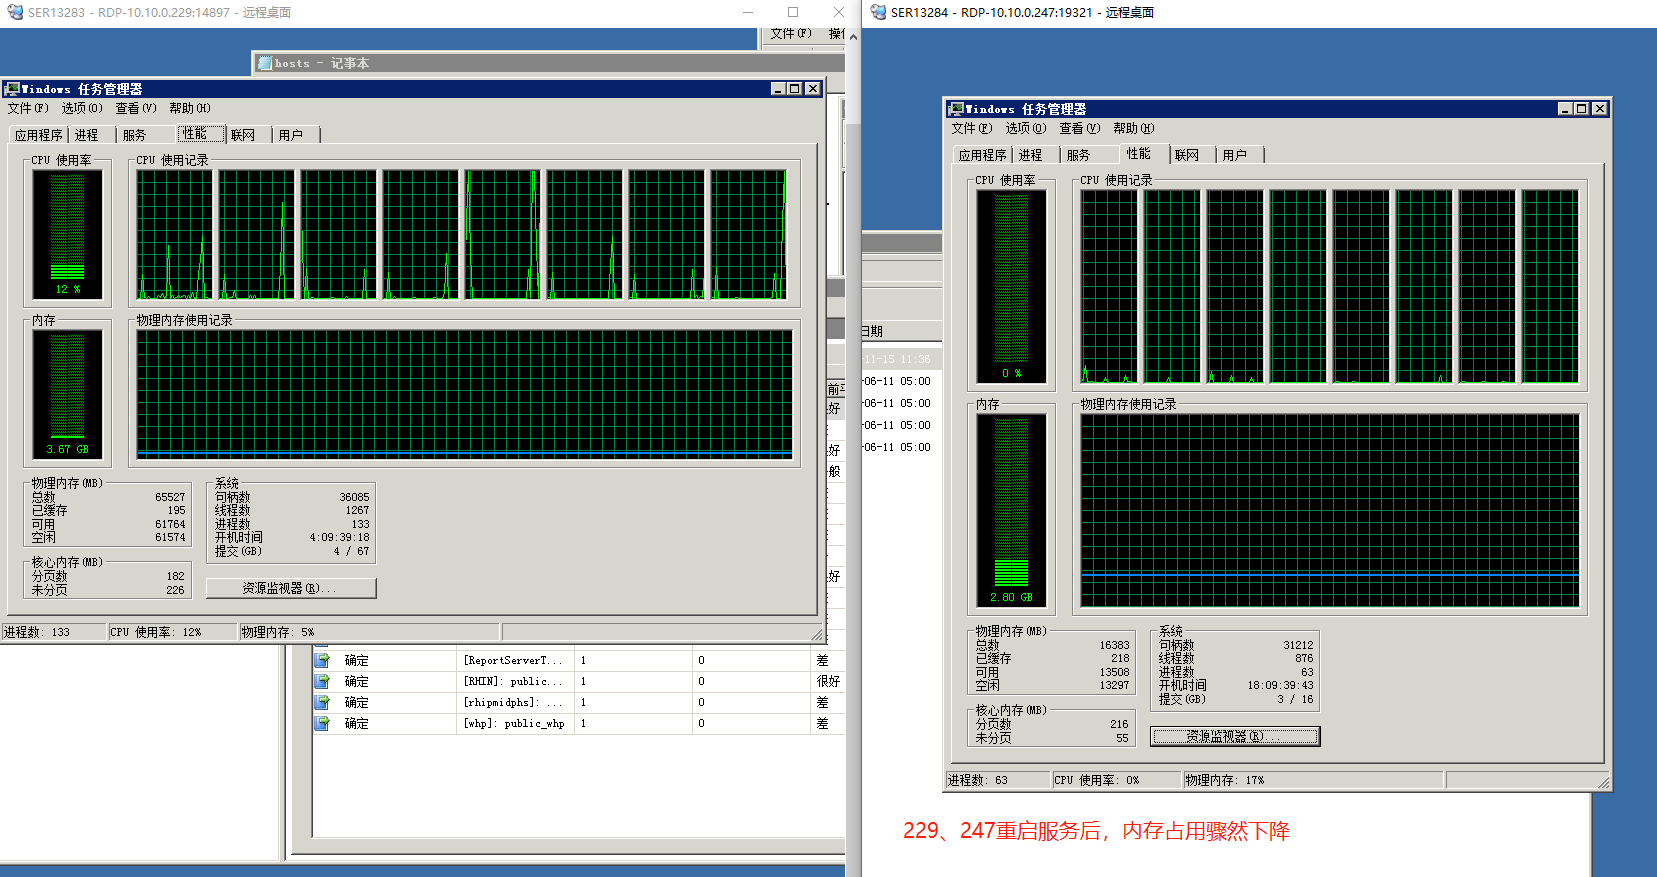 SER13283 - RDP-10.10.0.229:14897 - 远程桌面
文件(F) 操作
hosts - 记事本
Windows 任务管理器
文件(F) 选项(O) 查看(V) 帮助(H)
应用程序 进程 服务 性能 联网 用户
CPU 使用率 CPU 使用记录
12 %
内存 物理内存使用记录
3.67 GB
物理内存(MB)
总数 65527
已缓存 195
可用 61764
空闲 61574
核心内存(MB)
分页数 182
未分页 226
系统
句柄数 36085
线程数 1267
进程数 133
开机时间 4:09:39:18
提交(GB) 4 / 67
资源监视器(R)...
进程数: 133 CPU 使用率: 12% 物理内存: 5%
确定 [ReportServerT... 1 0 差
确定 [RHIN]: public... 1 0 很好
确定 [rhipmidphs]: ... 1 0 差
确定 [whp]: public_whp 1 0 差
SER13284 - RDP-10.10.0.247:19321 - 远程桌面
日期
-11-15 11:36
-06-11 05:00
-06-11 05:00
-06-11 05:00
-06-11 05:00
Windows 任务管理器
文件(F) 选项(O) 查看(V) 帮助(H)
应用程序 进程 服务 性能 联网 用户
CPU 使用率 CPU 使用记录
0 %
内存 物理内存使用记录
2.80 GB
物理内存(MB)
总数 16383
已缓存 218
可用 13508
空闲 13297
核心内存(MB)
分页数 216
未分页 55
系统
句柄数 31212
线程数 876
进程数 63
开机时间 18:09:39:43
提交(GB) 3 / 16
资源监视器(R)...
进程数: 63 CPU 使用率: 0% 物理内存: 17%
229、247重启服务后，内存占用骤然下降